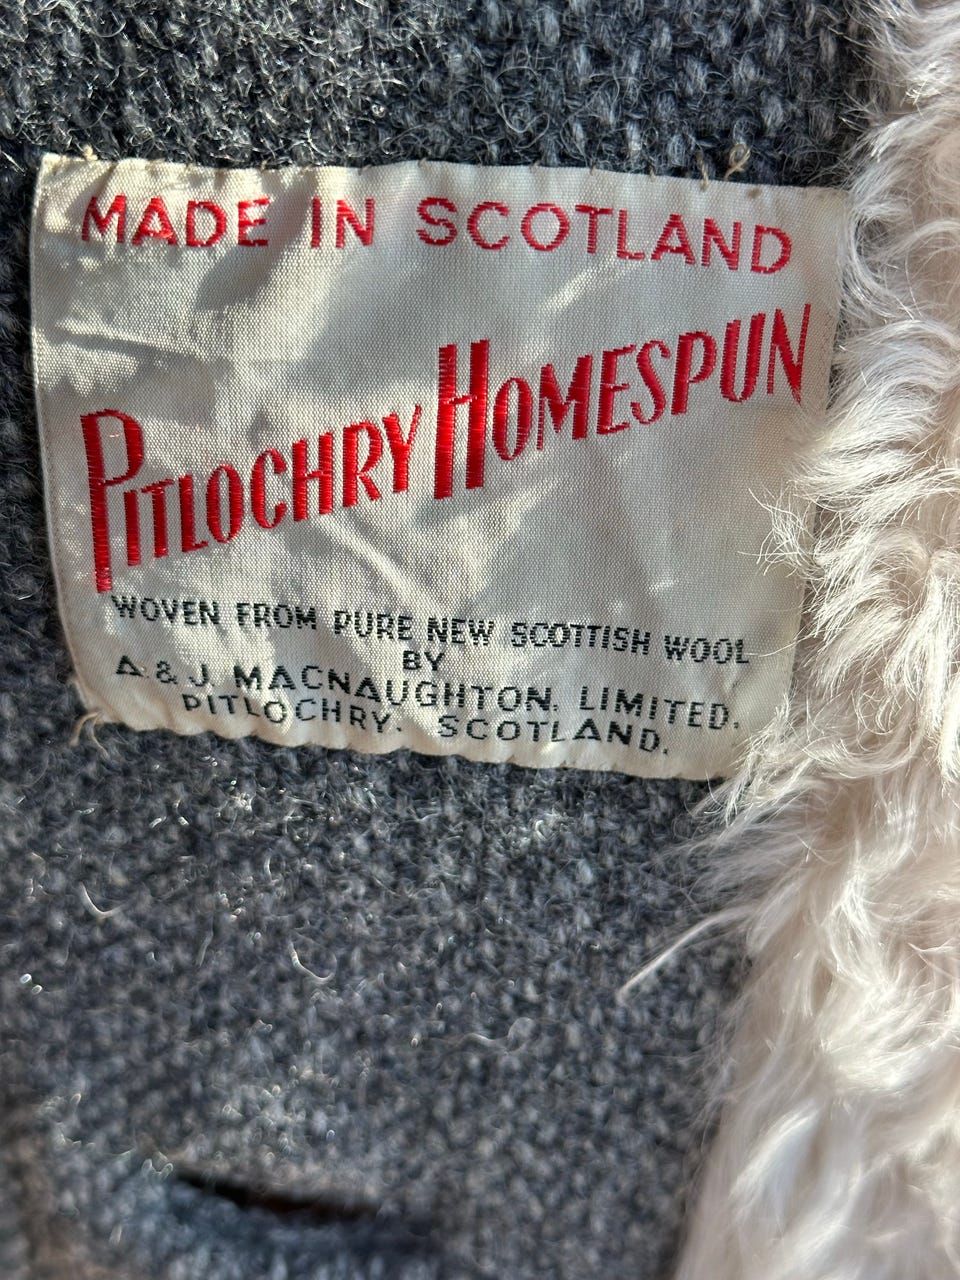 MADE IN SCOTLAND
PITLOCHRY HOMESPUN
WOVEN FROM PURE NEW SCOTTISH WOOL
BY
A. & J. MACNAUGHTON, LIMITED.
PITLOCHRY. SCOTLAND.